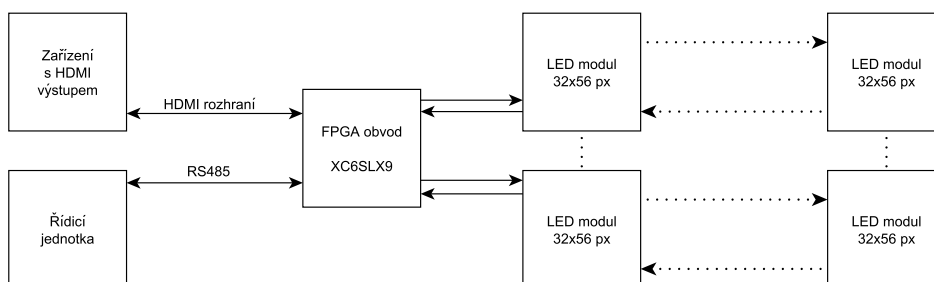 Zařízení
s HDMI
výstupem
HDMI rozhraní
RS485
Řídicí
jednotka
FPGA obvod
XC6SLX9
LED modul
32x56 px
LED modul
32x56 px
LED modul
32x56 px
LED modul
32x56 px